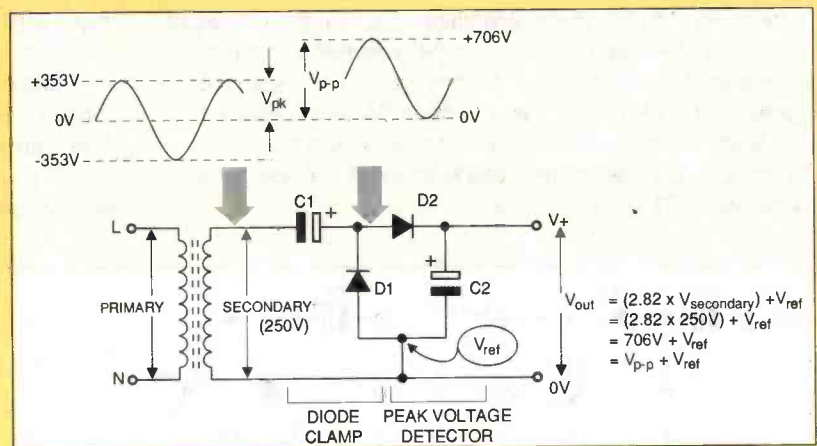 +706V
+353V
Vp-p
Vpk
0V
0V
-353V
C1
D2
+
L
V+
+
D1
C2
PRIMARY
SECONDARY
(250V)
Vout
= (2.82 x Vsecondary) +Vref
= (2.82 x 250V) + Vref
= 706V + Vref
= Vp-p + Vref
Vref
N
0V
DIODE
CLAMP
PEAK VOLTAGE
DETECTOR